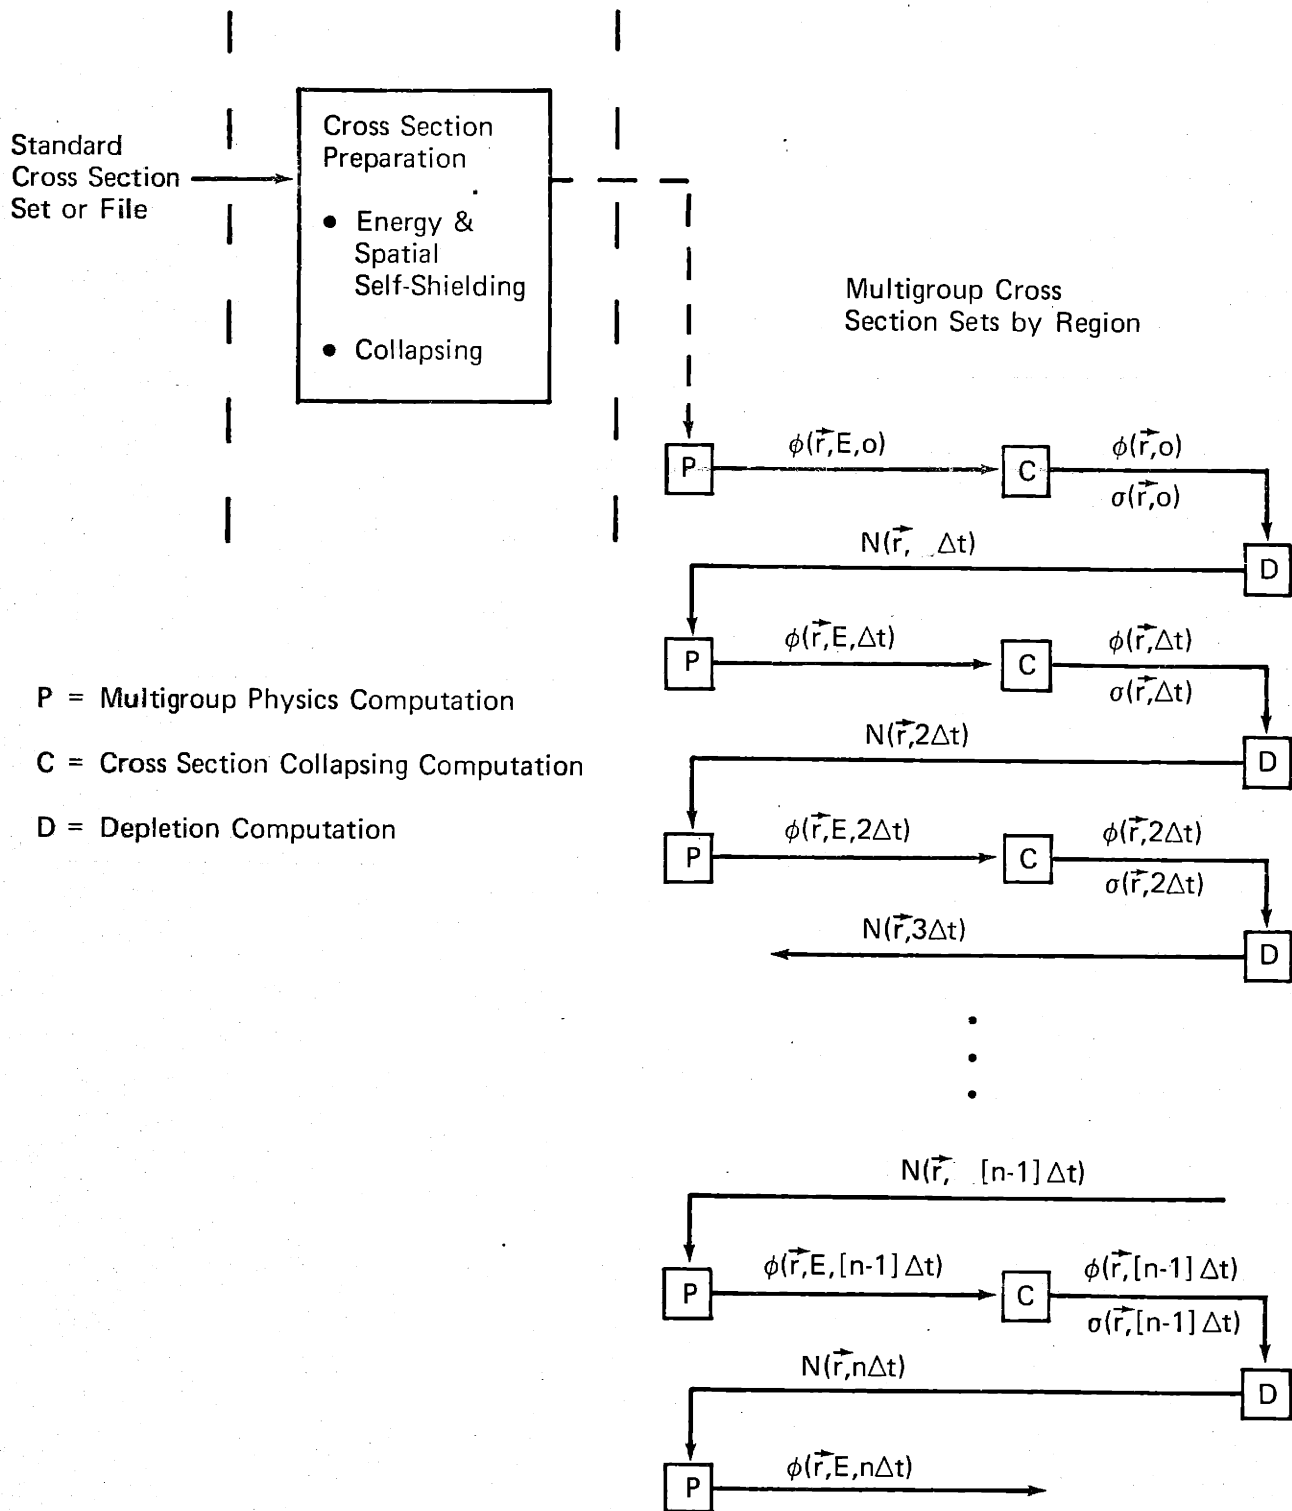 Standard
Cross Section
Set or File
Cross Section
Preparation
• Energy &
Spatial
Self-Shielding
• Collapsing
Multigroup Cross
Section Sets by Region
P
ϕ(r⃗,E,o)
C
ϕ(r⃗,o)
σ(r⃗,o)
D
N(r⃗, Δt)
P
ϕ(r⃗,E,Δt)
C
ϕ(r⃗,Δt)
σ(r⃗,Δt)
D
N(r⃗,2Δt)
P
ϕ(r⃗,E,2Δt)
C
ϕ(r⃗,2Δt)
σ(r⃗,2Δt)
D
N(r⃗,3Δt)
P = Multigroup Physics Computation
C = Cross Section Collapsing Computation
D = Depletion Computation
N(r⃗, [n-1]Δt)
P
ϕ(r⃗,E,[n-1]Δt)
C
ϕ(r⃗,[n-1]Δt)
σ(r⃗,[n-1]Δt)
D
N(r⃗,nΔt)
P
ϕ(r⃗,E,nΔt)